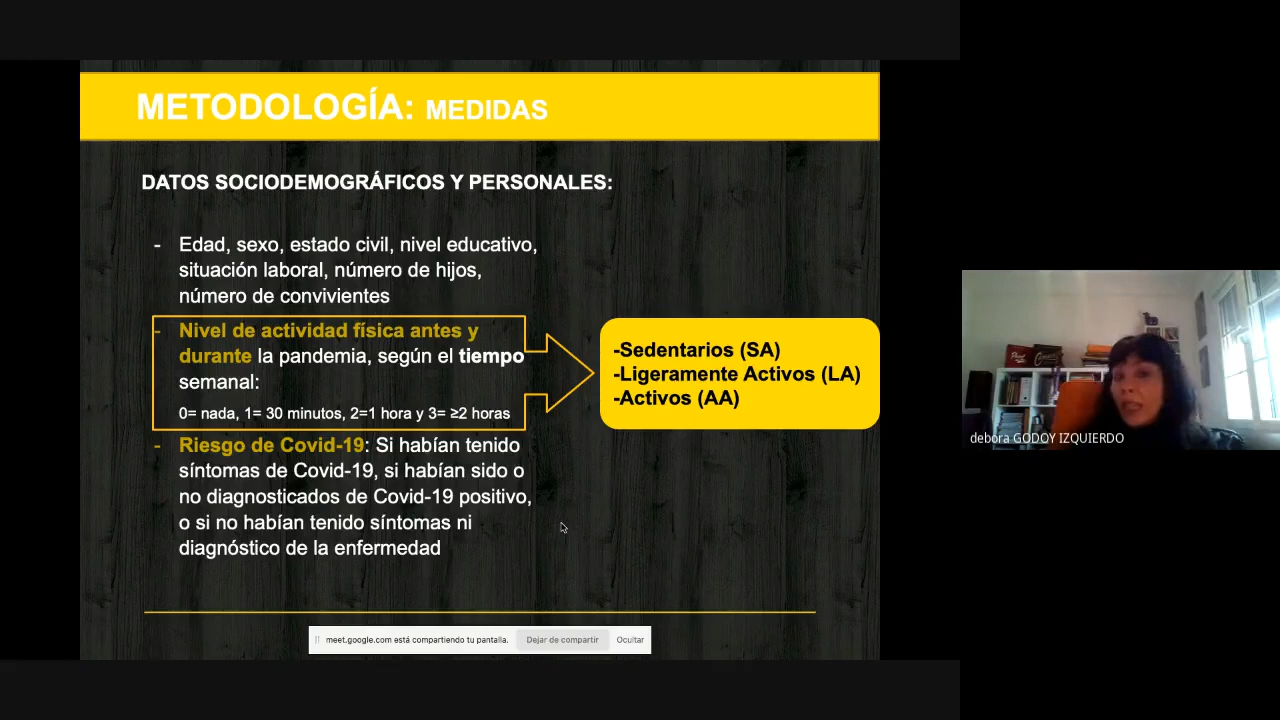 METODOLOGÍA: MEDIDAS
DATOS SOCIODEMOGRÁFICOS Y PERSONALES:
- Edad, sexo, estado civil, nivel educativo,
situación laboral, número de hijos,
número de convivientes
- Nivel de actividad física antes y
durante la pandemia, según el tiempo
semanal:
0= nada, 1= 30 minutos, 2=1 hora y 3= ≥2 horas
-Sedentarios (SA)
-Ligeramente Activos (LA)
-Activos (AA)
- Riesgo de Covid-19: Si habían tenido
síntomas de Covid-19, si habían sido o
no diagnosticados de Covid-19 positivo,
o si no habían tenido síntomas ni
diagnóstico de la enfermedad
meet.google.com está compartiendo tu pantalla. Dejar de compartir Ocultar
debora GODOY IZQUIERDO